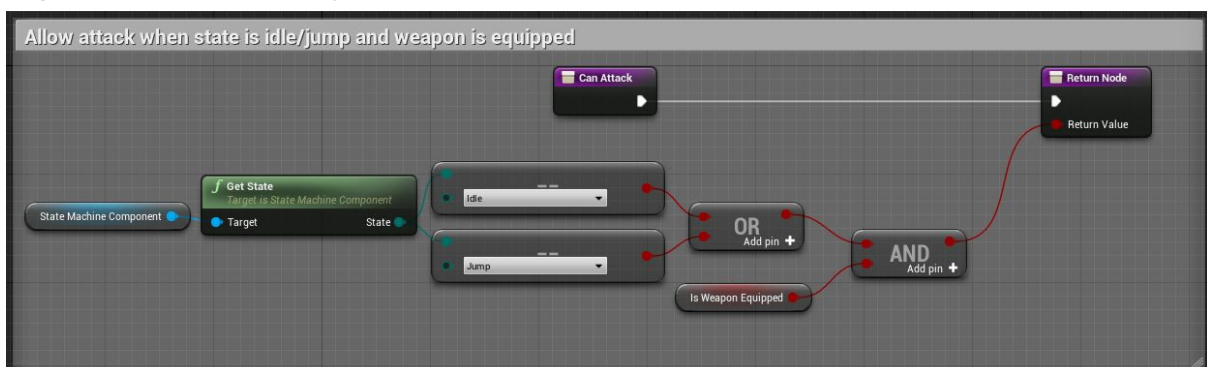 Allow attack when state is idle/jump and weapon is equipped
Can Attack
Return Node
Return Value
f Get State
Target is State Machine Component
State Machine Component
Target
State
==
Idle
==
Jump
OR
Add pin +
AND
Add pin +
Is Weapon Equipped